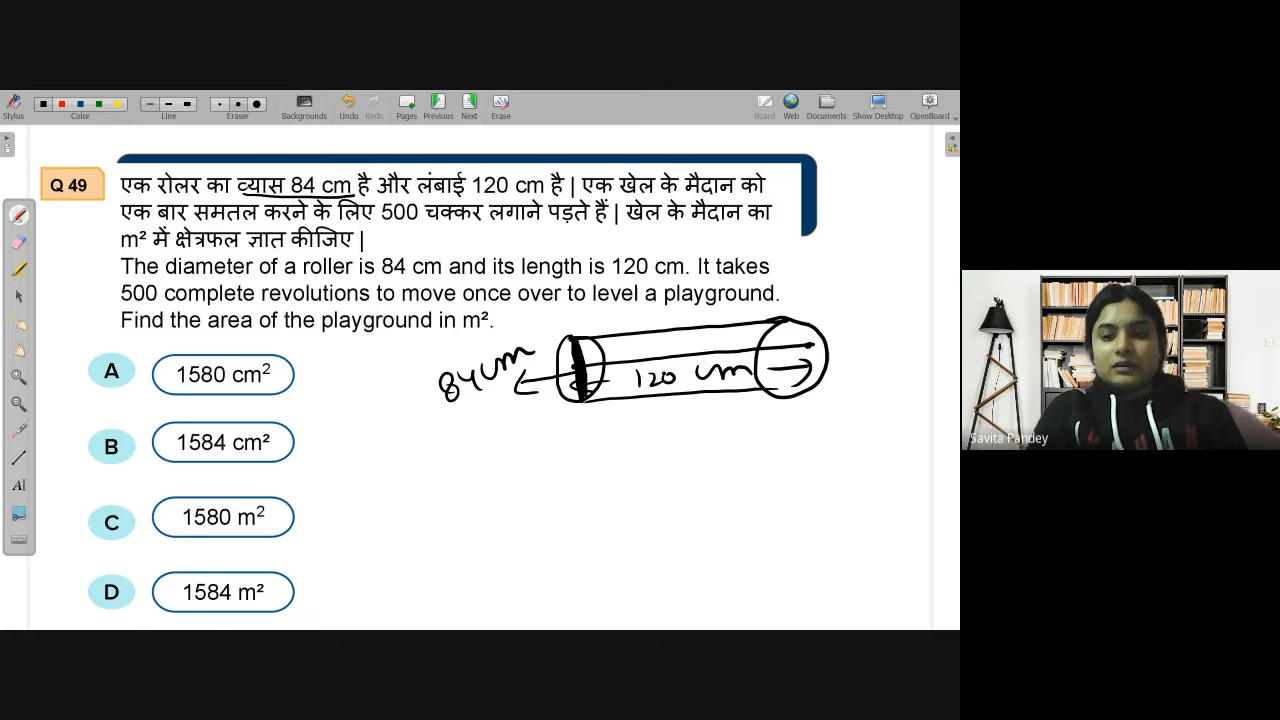 Stylus
Color
Line
Eraser
Backgrounds
Undo
Redo
Pages
Previous
Next
Erase
Board
Web
Documents
Show Desktop
OpenBoard
Q 49
एक रोलर का व्यास 84 cm है और लंबाई 120 cm है | एक खेल के मैदान को
एक बार समतल करने के लिए 500 चक्कर लगाने पड़ते हैं | खेल के मैदान का
m² में क्षेत्रफल ज्ञात कीजिए |
The diameter of a roller is 84 cm and its length is 120 cm. It takes
500 complete revolutions to move once over to level a playground.
Find the area of the playground in m².
84 cm
120 cm
A 1580 cm²
B 1584 cm²
C 1580 m²
D 1584 m²
Savita Pandey